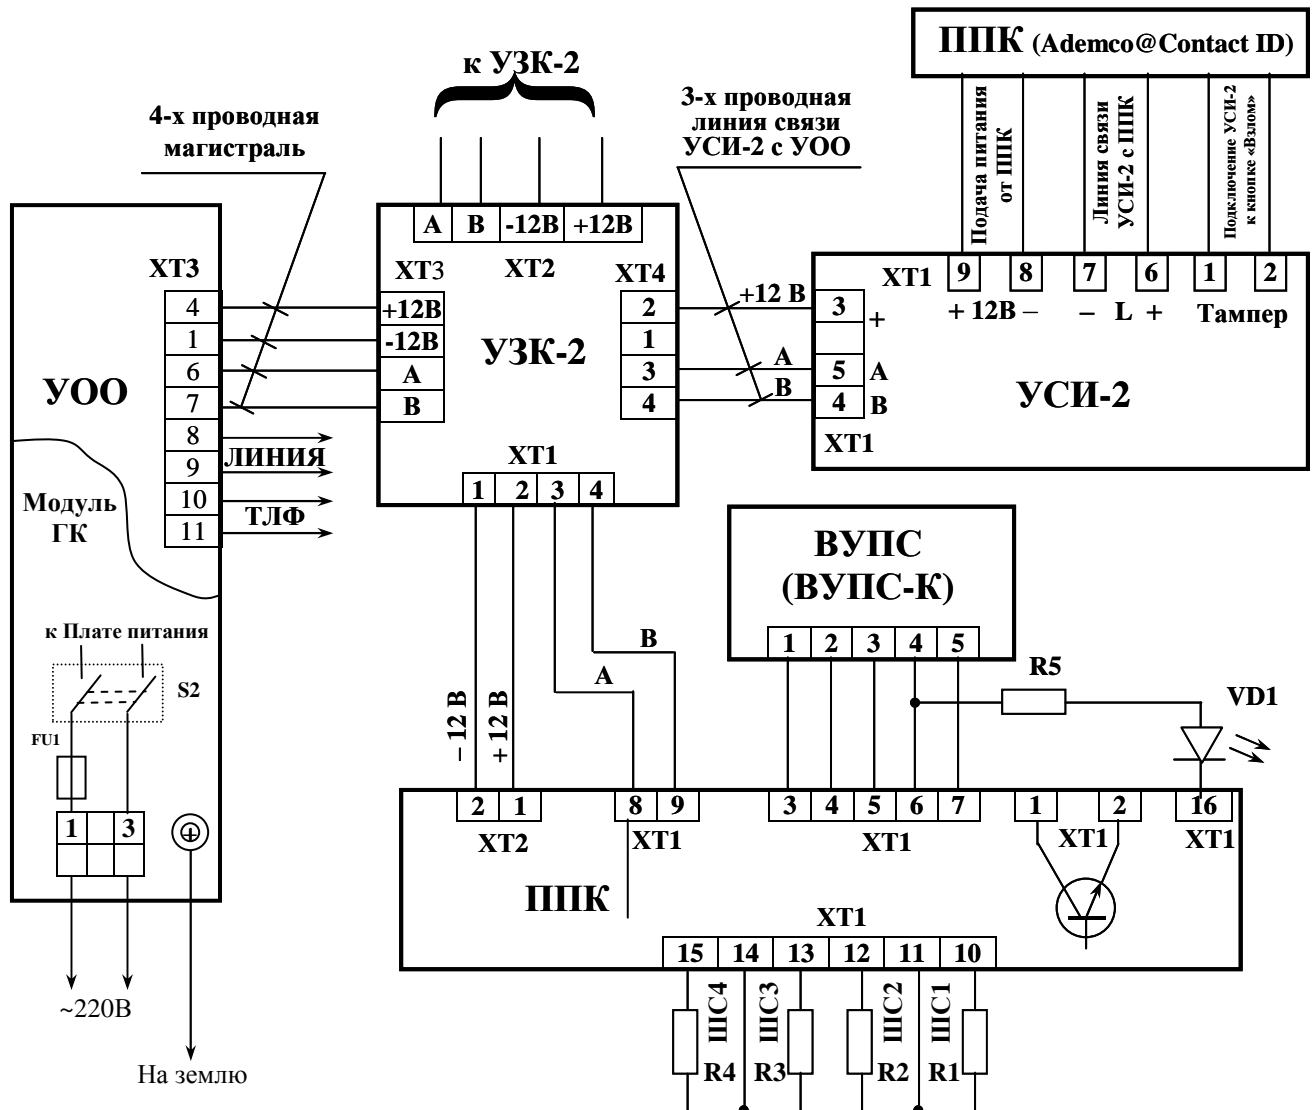 ППК (Ademco@Contact ID)
к УЗК-2
4-х проводная
магистраль
3-х проводная
линия связи
УСИ-2 с УОО
Подача питания
от ППК
Линия связи
УСИ-2 с ППК
Подключение УСИ-2
к кнопке «Взлом»
A B -12В +12В
XT2
XT1
9 8 7 6 1 2
+ 12В – – L + Тампер
УСИ-2
3 +
5 A
4 B
XT1
+12 В
A
B
XT3
4
1
6
7
8
9
10
11
УОО
Модуль
ГК
ЛИНИЯ
ТЛФ
XT3
+12В
-12В
A
B
УЗК-2
XT4
2
1
3
4
XT1
1 2 3 4
– 12 В
+ 12 В
A
B
ВУПС
(ВУПС-К)
1 2 3 4 5
R5
VD1
к Плате питания
S2
FU1
1 3
~220В
На землю
2 1
XT2
8 9
XT1
3 4 5 6 7
XT1
1 2
XT1
16
XT1
ППК
XT1
15 14 13 12 11 10
ШС4
ШС3
ШС2
ШС1
R4 R3 R2 R1